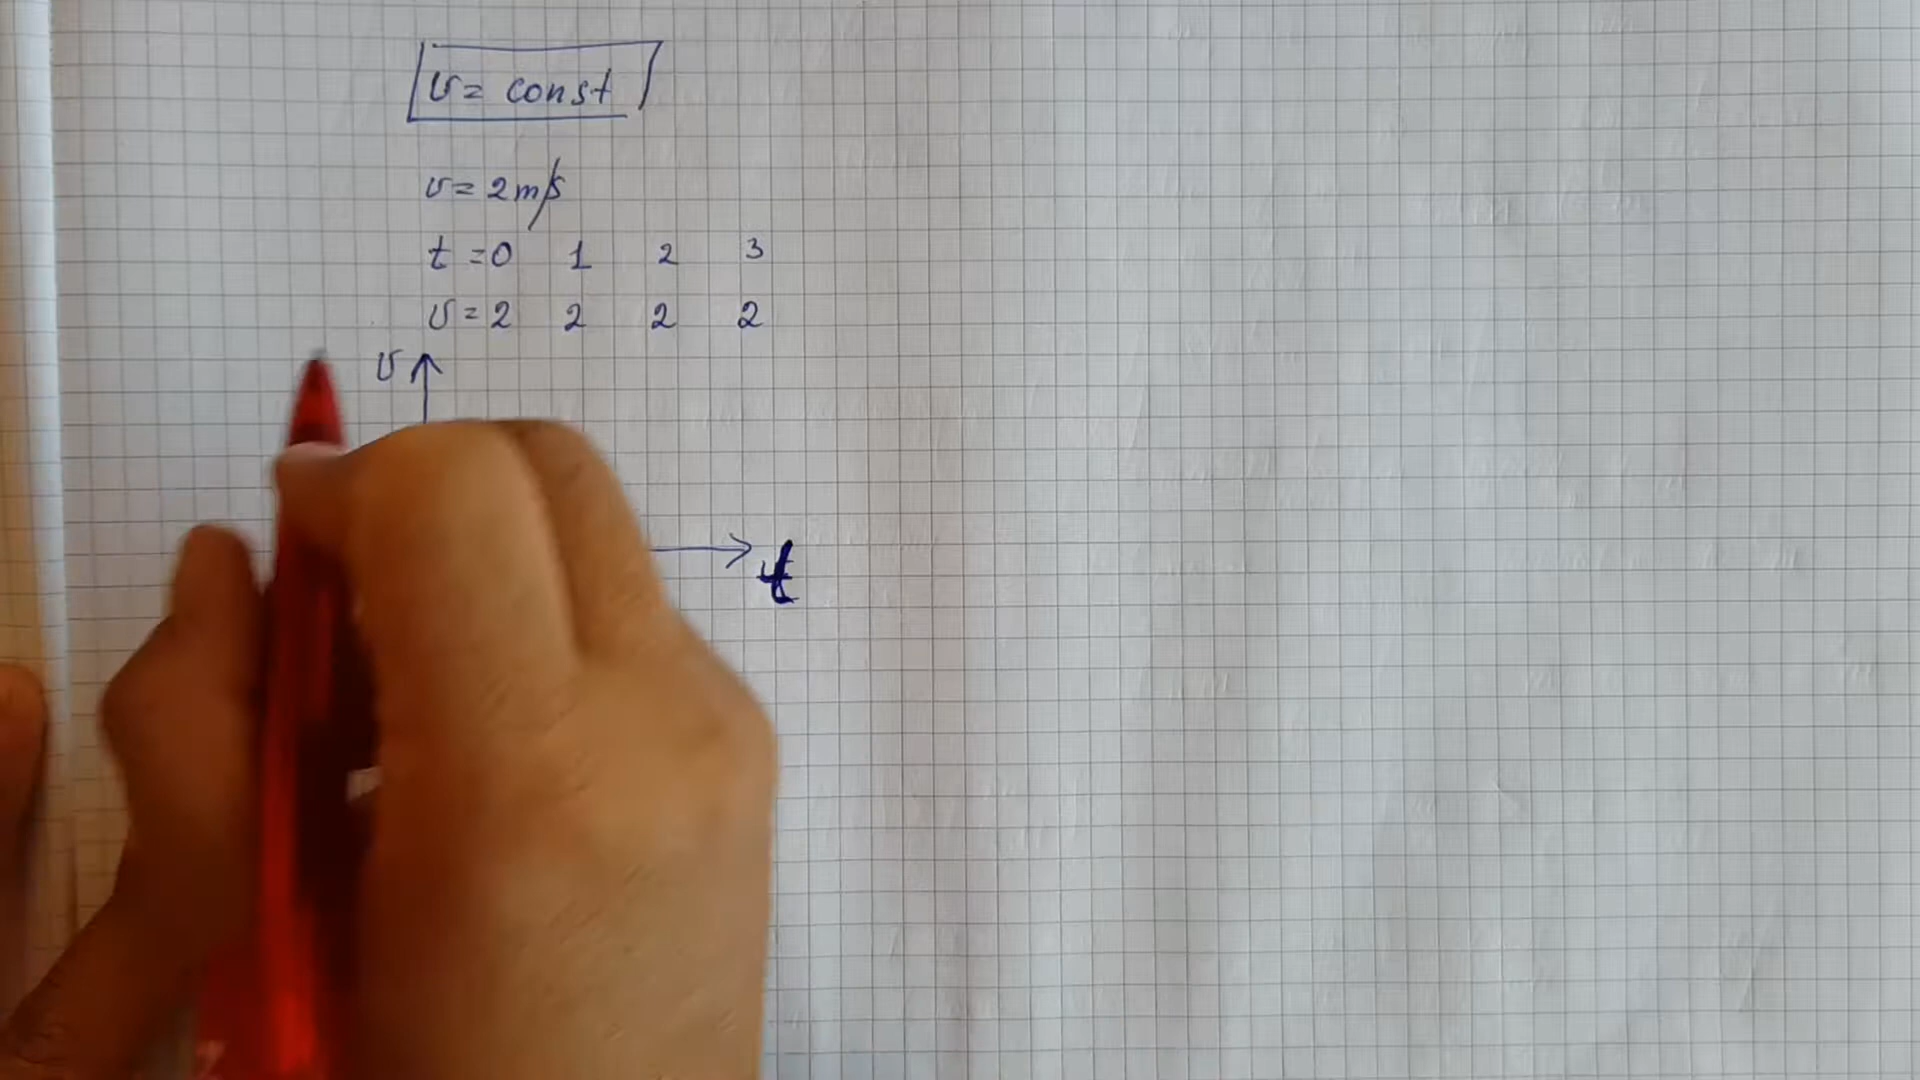 v = const
v = 2 m/s
t = 0 1 2 3
v = 2 2 2 2
v
t